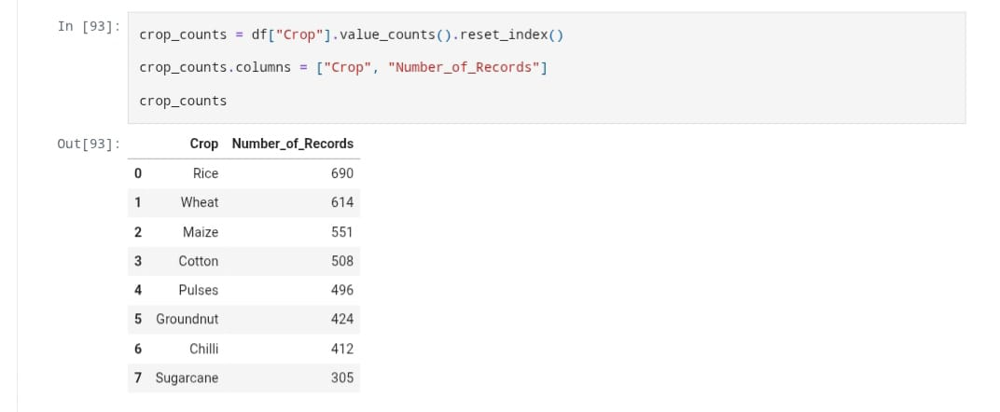 In [93]:
crop_counts = df["Crop"].value_counts().reset_index()
crop_counts.columns = ["Crop", "Number_of_Records"]
crop_counts
Out[93]:
Crop Number_of_Records
0 Rice 690
1 Wheat 614
2 Maize 551
3 Cotton 508
4 Pulses 496
5 Groundnut 424
6 Chilli 412
7 Sugarcane 305